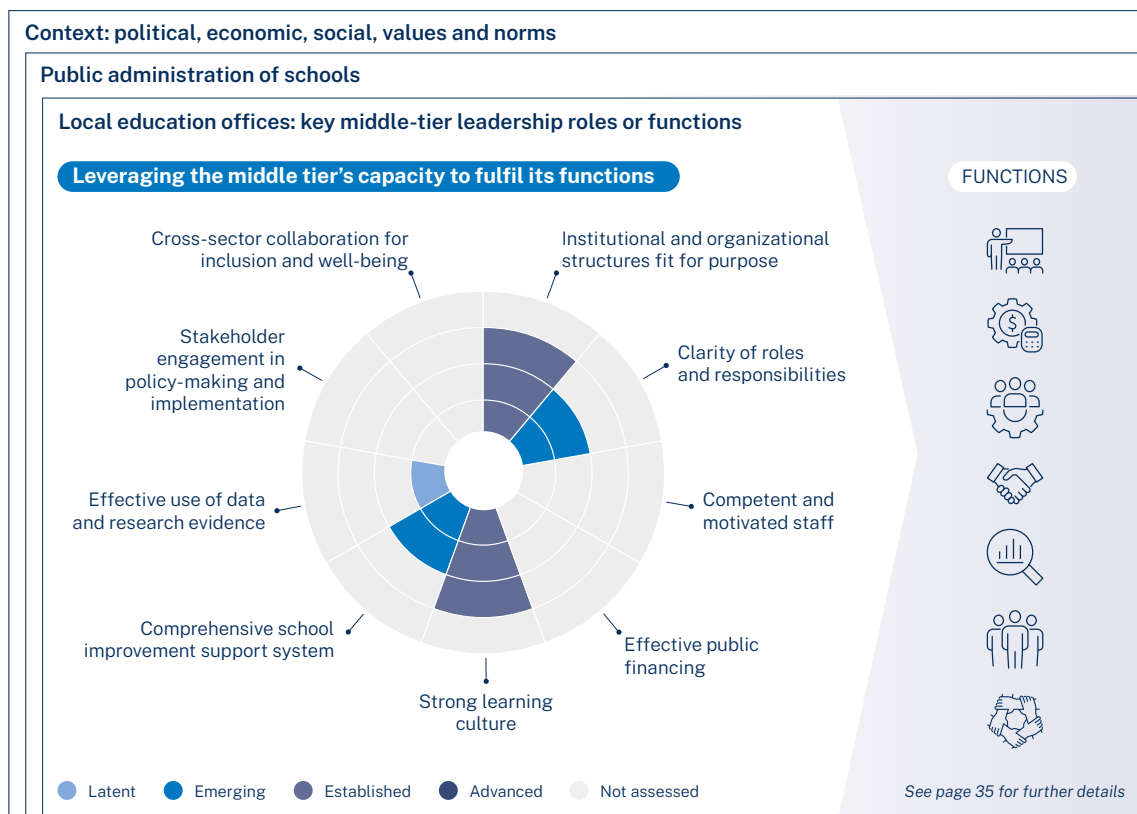 Context: political, economic, social, values and norms
Public administration of schools
Local education offices: key middle-tier leadership roles or functions
Leveraging the middle tier's capacity to fulfil its functions
FUNCTIONS
Cross-sector collaboration for
inclusion and well-being
Institutional and organizational
structures fit for purpose
Stakeholder
engagement in
policy-making and
implementation
Clarity of roles
and responsibilities
Effective use of data
and research evidence
Competent and
motivated staff
Comprehensive school
improvement support system
Effective public
financing
Strong learning
culture
$
Latent
Emerging
Established
Advanced
Not assessed
See page 35 for further details